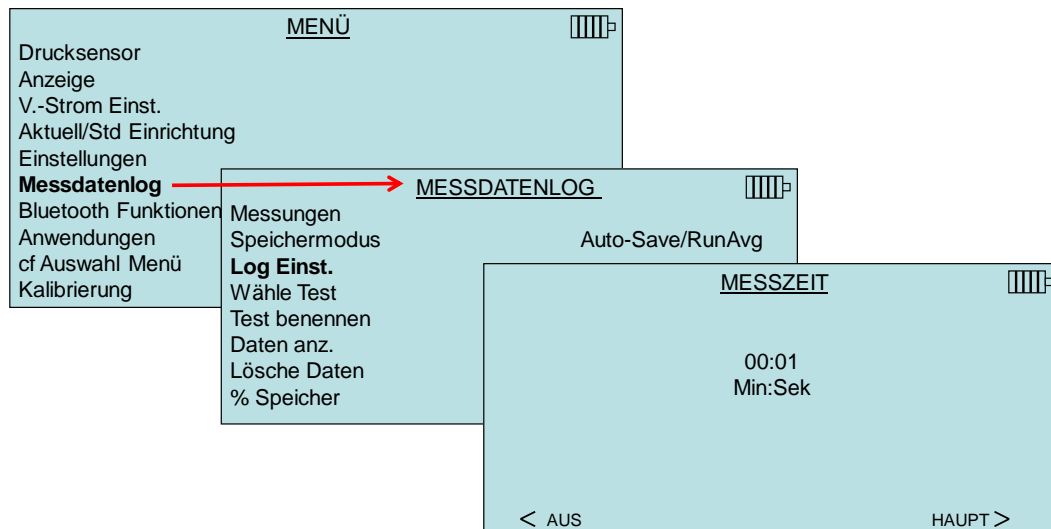 MENÜ
Drucksensor
Anzeige
V.-Strom Einst.
Aktuell/Std Einrichtung
Einstellungen
Messdatenlog
Bluetooth Funktionen
Anwendungen
cf Auswahl Menü
Kalibrierung
MESSDATENLOG
Messungen
Speichermodus Auto-Save/RunAvg
Log Einst.
Wähle Test
Test benennen
Daten anz.
Lösche Daten
% Speicher
MESSZEIT
00:01
Min:Sek
< AUS HAUPT >